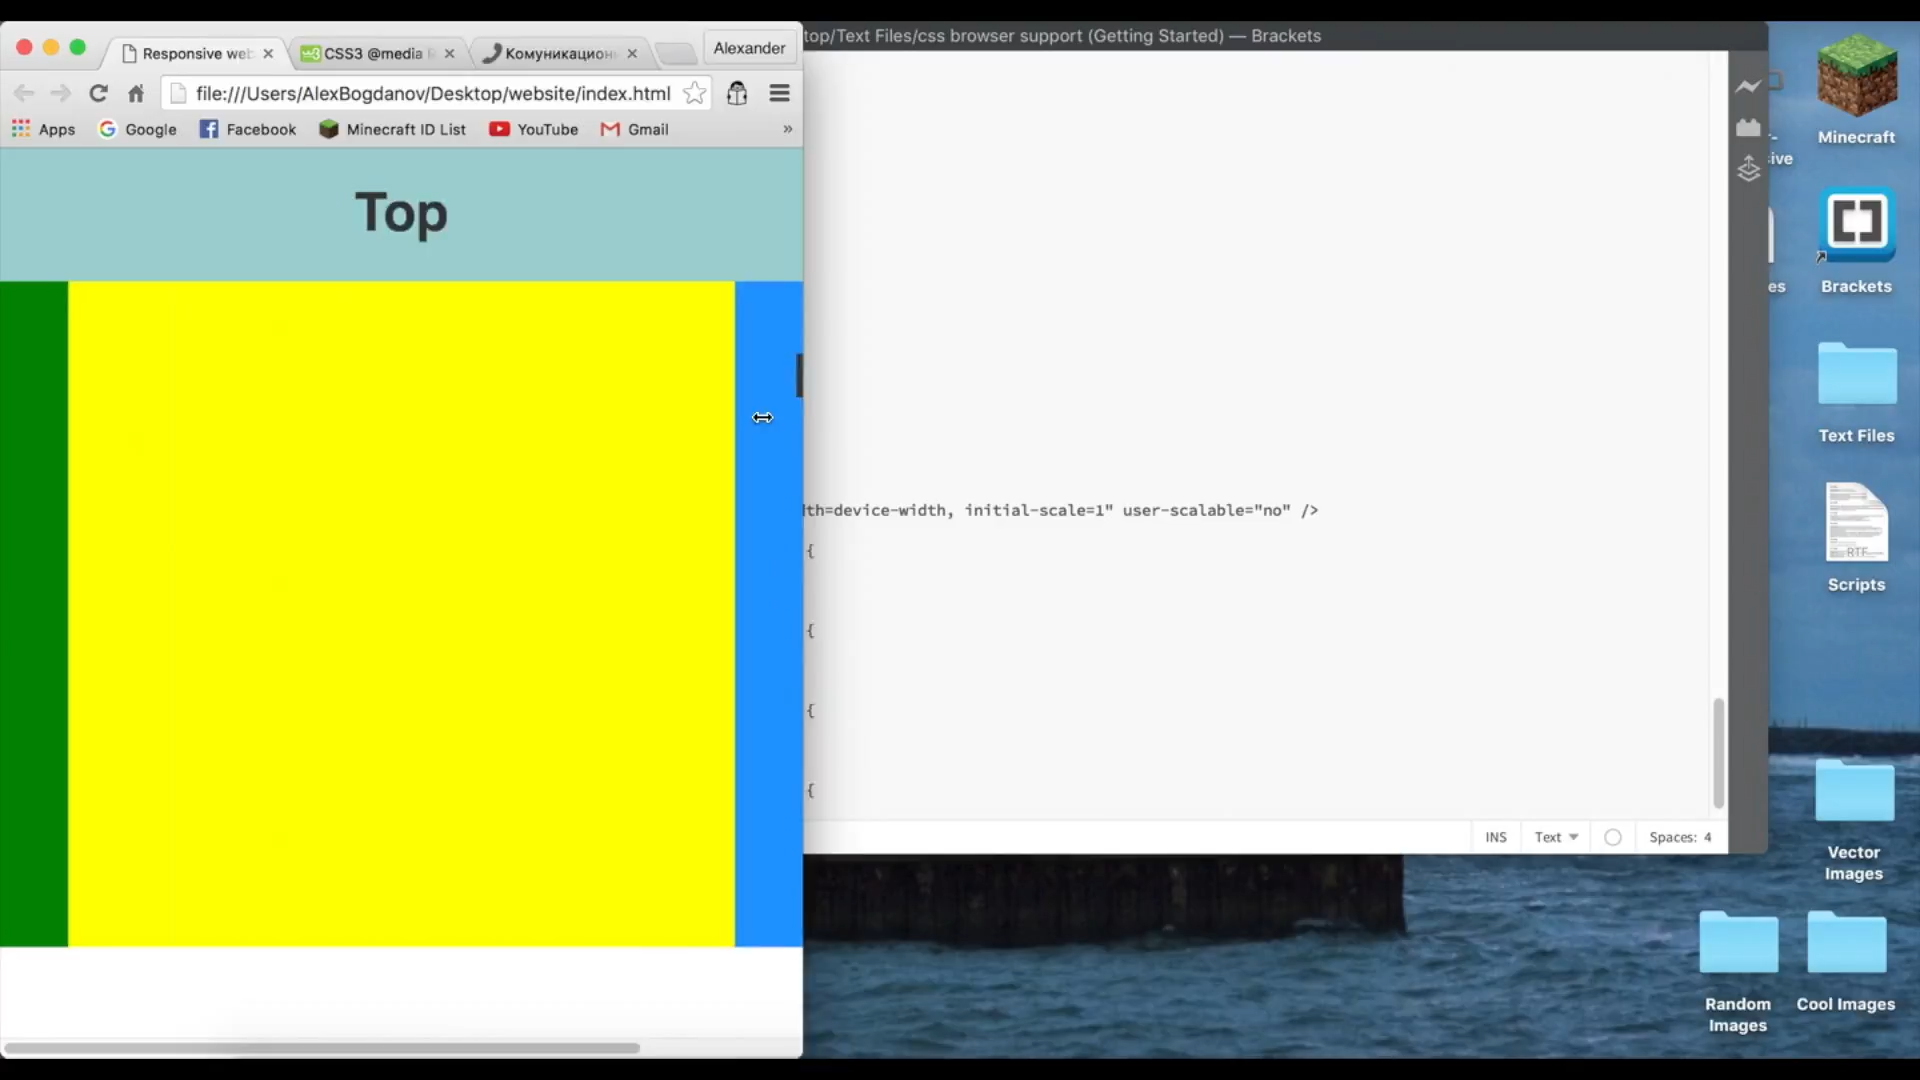 Responsive web
CSS3 @media R
Комуникацион
Alexander
top/Text Files/css browser support (Getting Started) — Brackets
file:///Users/AlexBogdanov/Desktop/website/index.html
Apps
Google
Facebook
Minecraft ID List
YouTube
Gmail
»
Top
dth=device-width, initial-scale=1" user-scalable="no" />
{
{
{
{
INS
Text
Spaces: 4
Minecraft
Brackets
Text Files
RTF
Scripts
Vector
Images
Random
Images
Cool Images